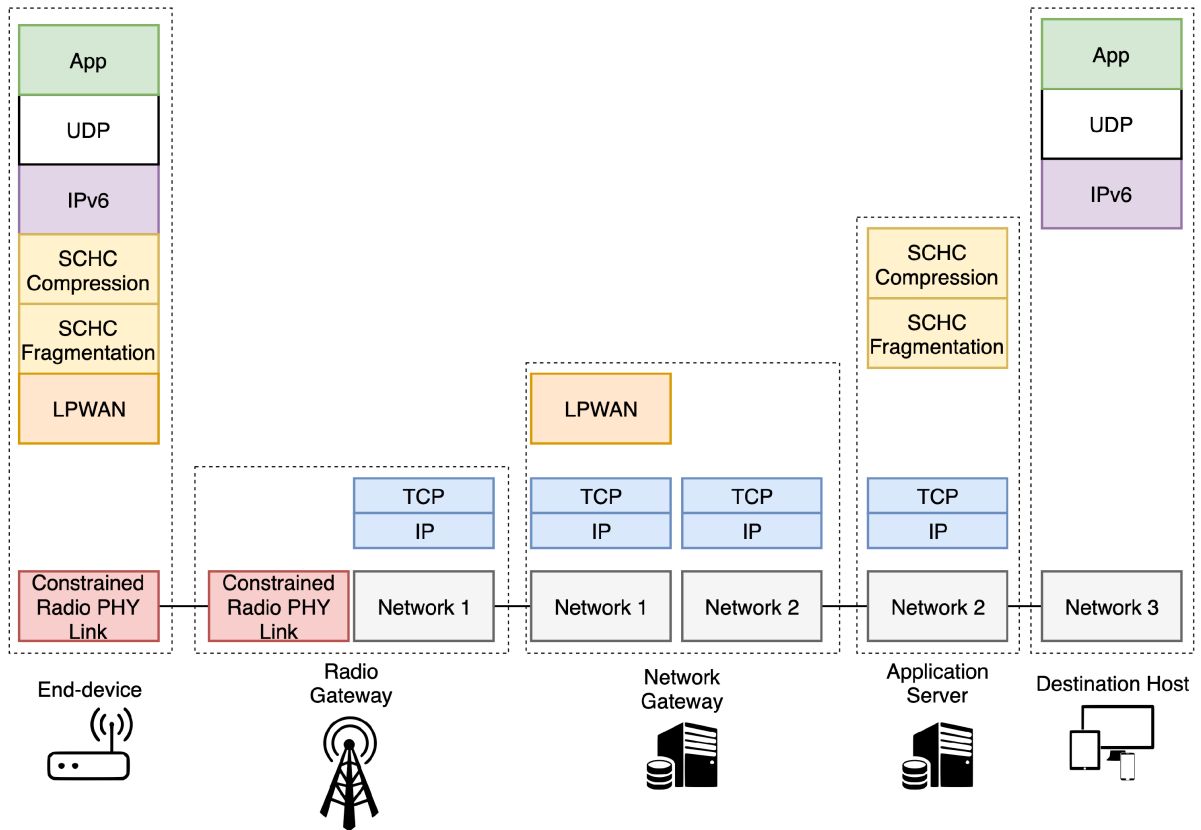 App
UDP
IPv6
SCHC
Compression
SCHC
Fragmentation
LPWAN
Constrained
Radio PHY
Link
End-device
TCP
IP
Constrained
Radio PHY
Link
Network 1
Radio
Gateway
LPWAN
TCP
IP
TCP
IP
Network 1
Network 2
Network
Gateway
SCHC
Compression
SCHC
Fragmentation
TCP
IP
Network 2
Application
Server
App
UDP
IPv6
Network 3
Destination Host